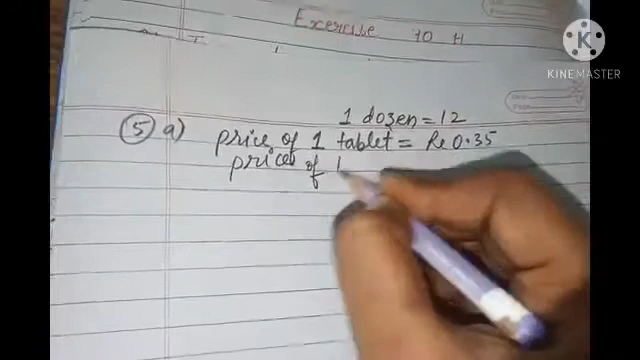 Exercise 10 H
KINEMASTER
1 dozen = 12
5 a) price of 1 tablet = Re 0.35
price of 1